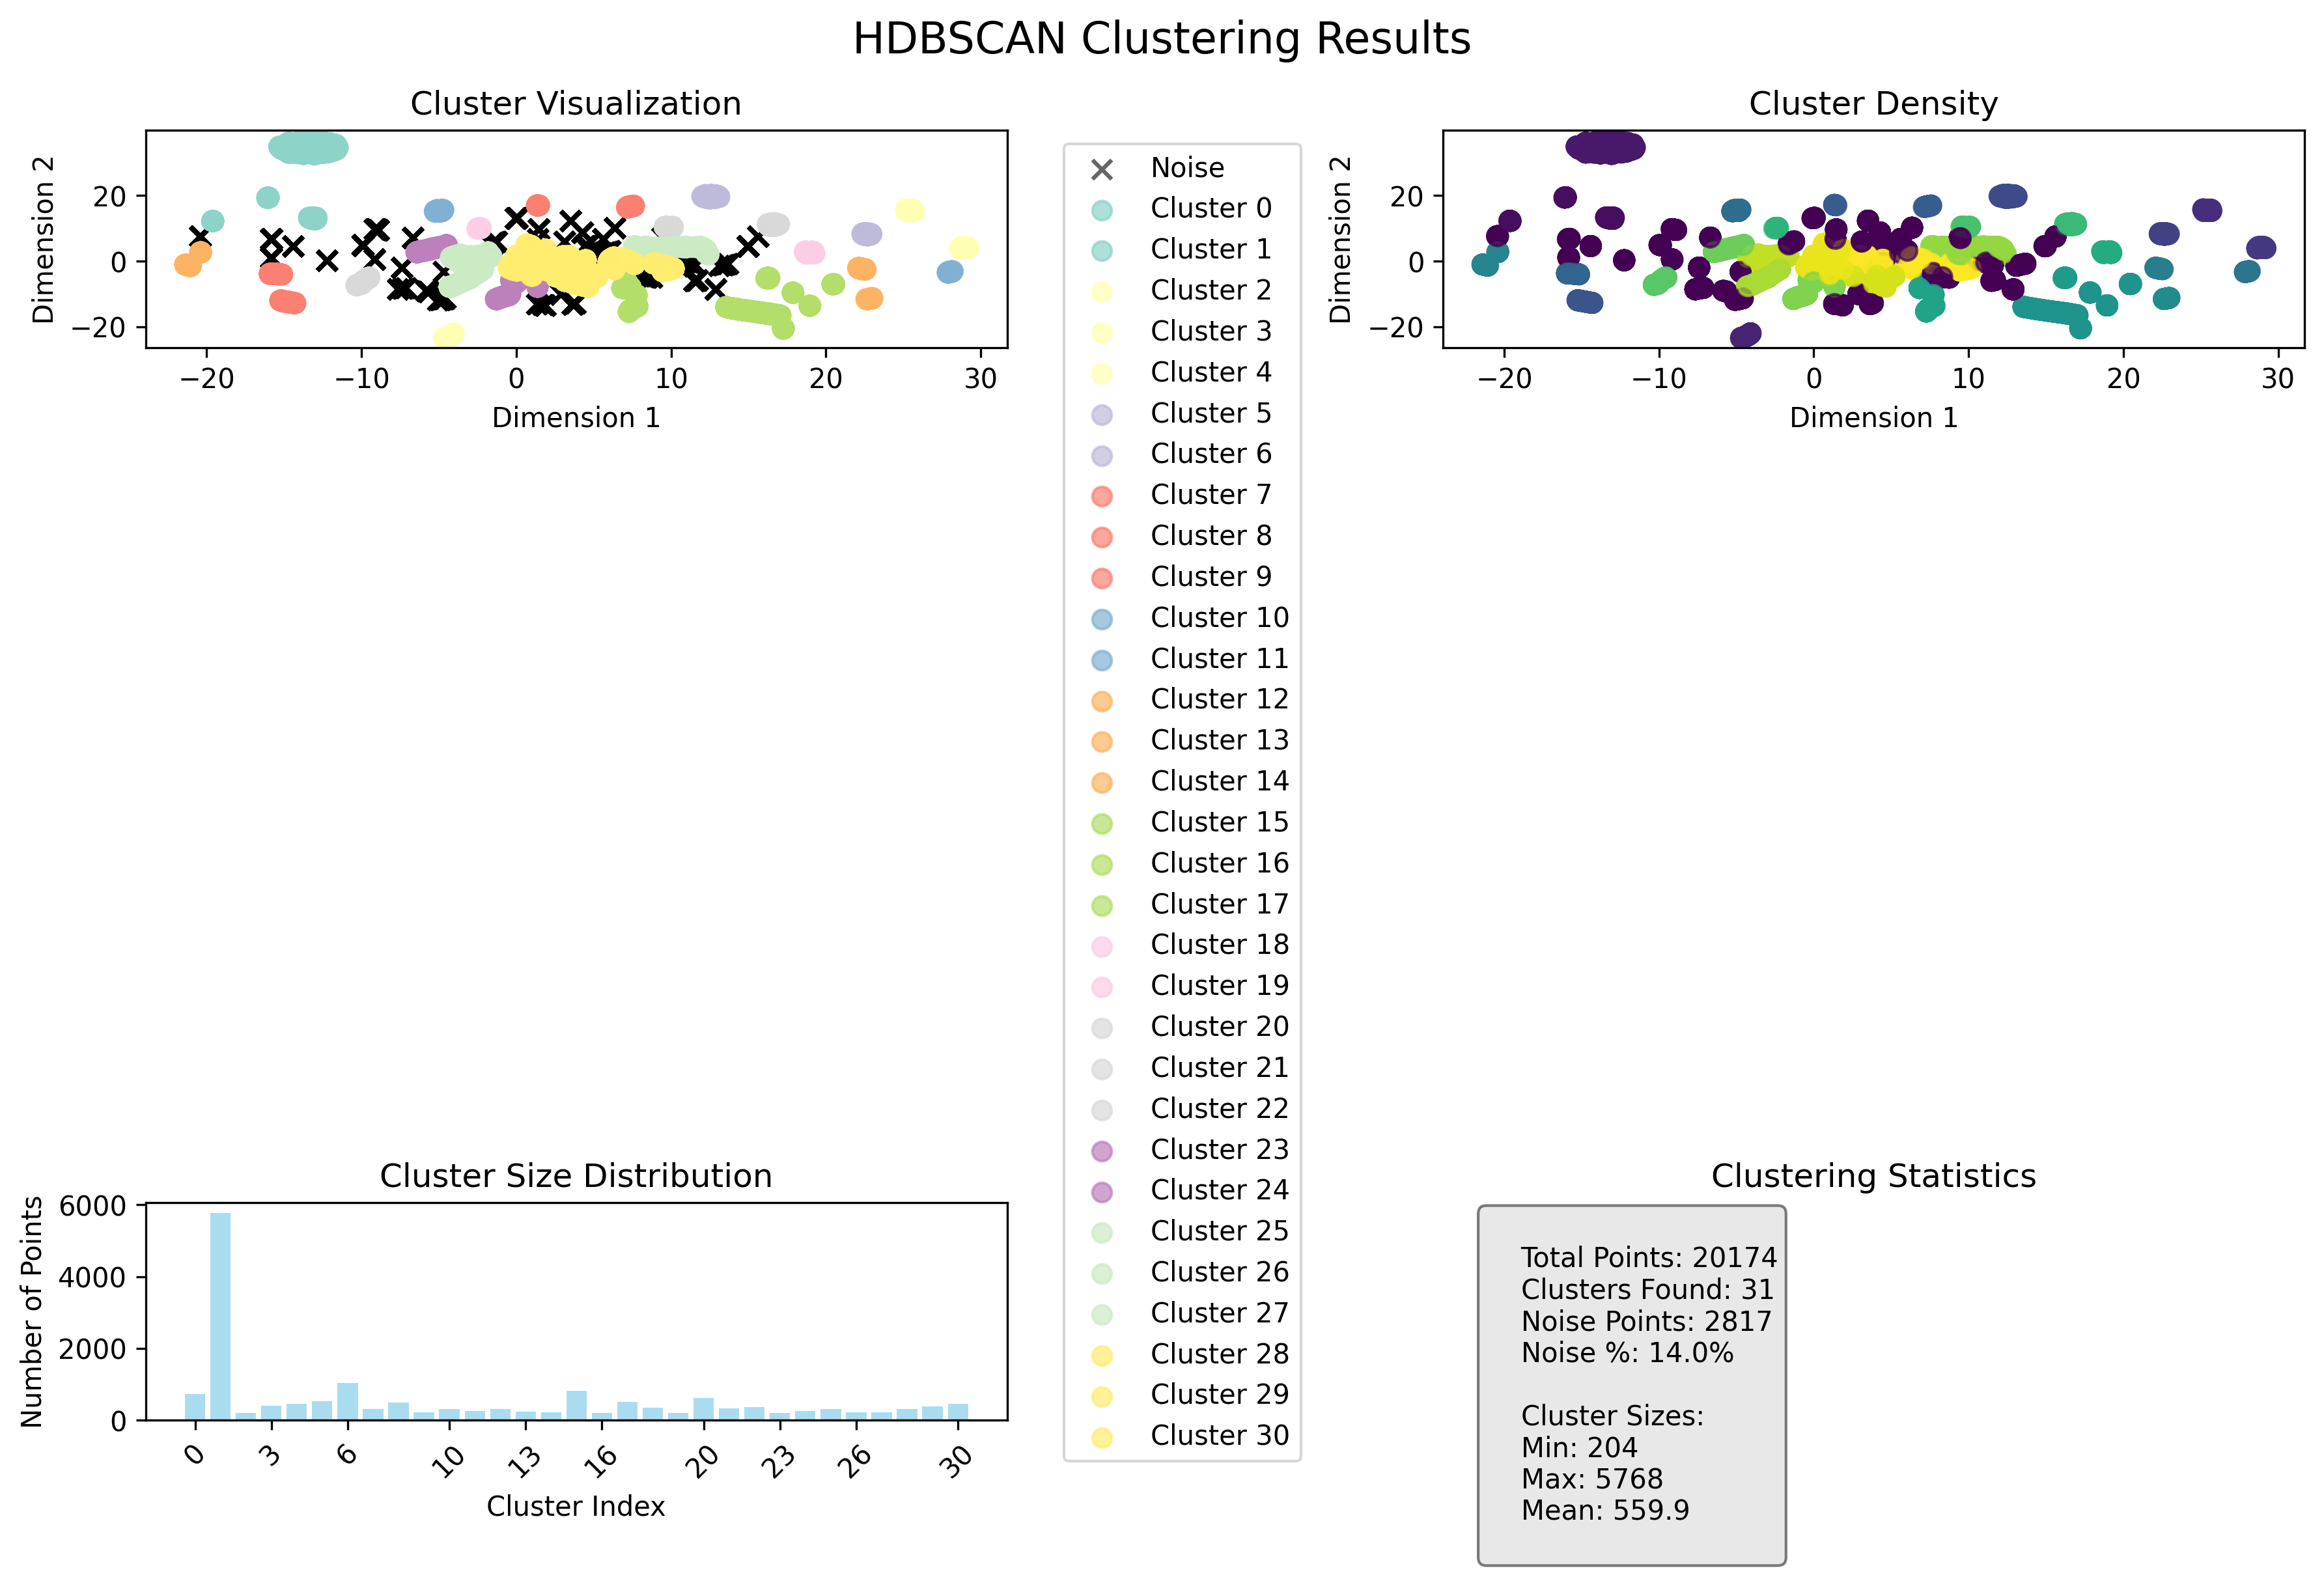 HDBSCAN Clustering Results
Cluster Visualization
Dimension 2
20
0
−20
−20
−10
0
10
20
30
Dimension 1
Noise
Cluster 0
Cluster 1
Cluster 2
Cluster 3
Cluster 4
Cluster 5
Cluster 6
Cluster 7
Cluster 8
Cluster 9
Cluster 10
Cluster 11
Cluster 12
Cluster 13
Cluster 14
Cluster 15
Cluster 16
Cluster 17
Cluster 18
Cluster 19
Cluster 20
Cluster 21
Cluster 22
Cluster 23
Cluster 24
Cluster 25
Cluster 26
Cluster 27
Cluster 28
Cluster 29
Cluster 30
Cluster Density
Dimension 2
20
0
−20
−20
−10
0
10
20
30
Dimension 1
Cluster Size Distribution
Number of Points
6000
4000
2000
0
0
3
6
10
13
16
20
23
26
30
Cluster Index
Clustering Statistics
Total Points: 20174
Clusters Found: 31
Noise Points: 2817
Noise %: 14.0%
Cluster Sizes:
Min: 204
Max: 5768
Mean: 559.9